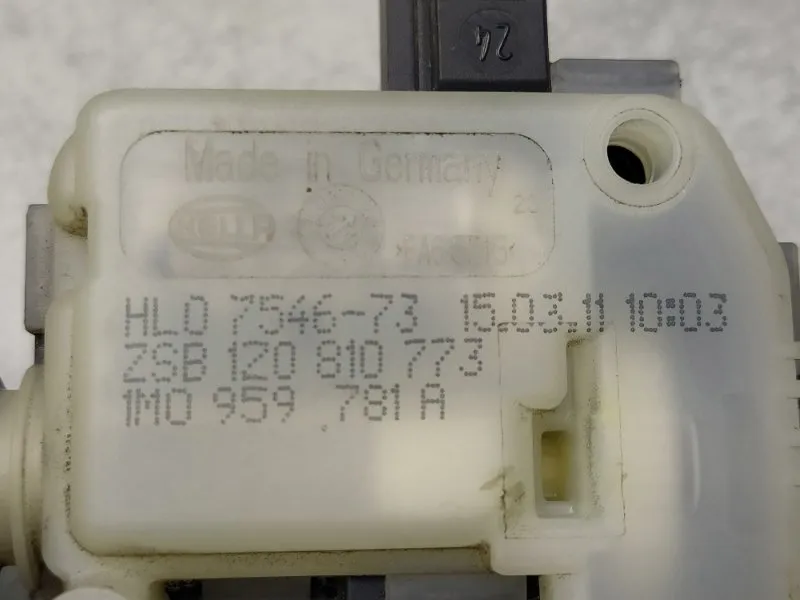 24
Made in Germany
HELLA
HL0 7546-73 15.03.11 10:03
ZSB 120 810 773
1M0 959 781 A